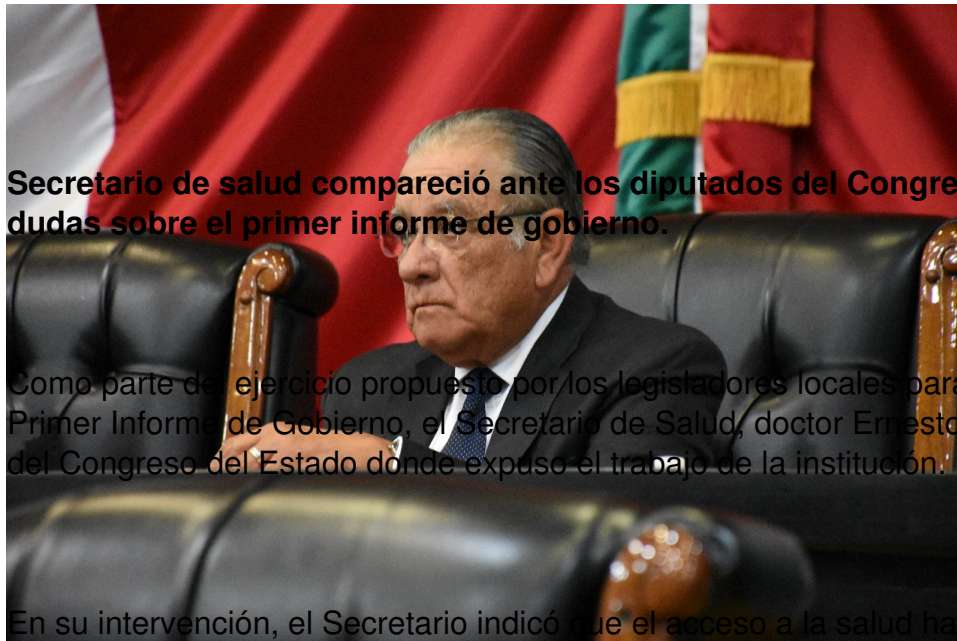 Secretario de salud compareció ante los diputados del Congre
dudas sobre el primer informe de gobierno.
Como parte del ejercicio propuesto por los legisladores locales para
Primer Informe de Gobierno, el Secretario de Salud, doctor Ernesto
del Congreso del Estado donde expuso el trabajo de la institución.
En su intervención, el Secretario indicó que el acceso a la salud ha